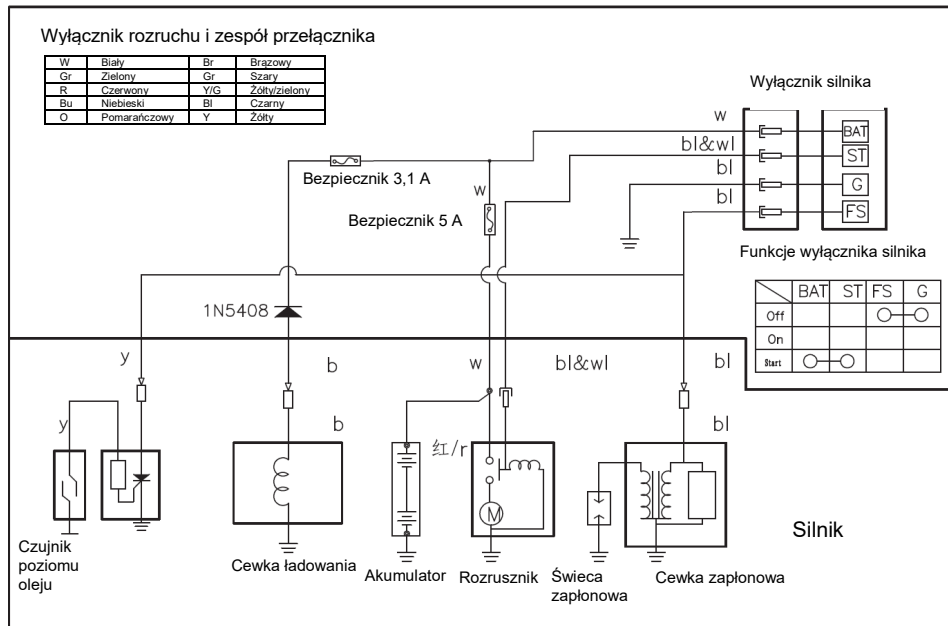 Wyłącznik rozruchu i zespół przełącznika
W Biały Br Brązowy
Gr Zielony Gr Szary
R Czerwony Y/G Żółty/zielony
Bu Niebieski Bl Czarny
O Pomarańczowy Y Żółty
Wyłącznik silnika
w
BAT
bl&wl
ST
bl
G
bl
FS
Bezpiecznik 3,1 A
w
Bezpiecznik 5 A
Funkcje wyłącznika silnika
BAT ST FS G
Off
On
Start
1N5408
y
b
w
bl&wl
bl
y
b
红/r
bl
M
Silnik
Czujnik
poziomu
oleju
Cewka ładowania
Akumulator
Rozrusznik
Świeca
zapłonowa
Cewka zapłonowa